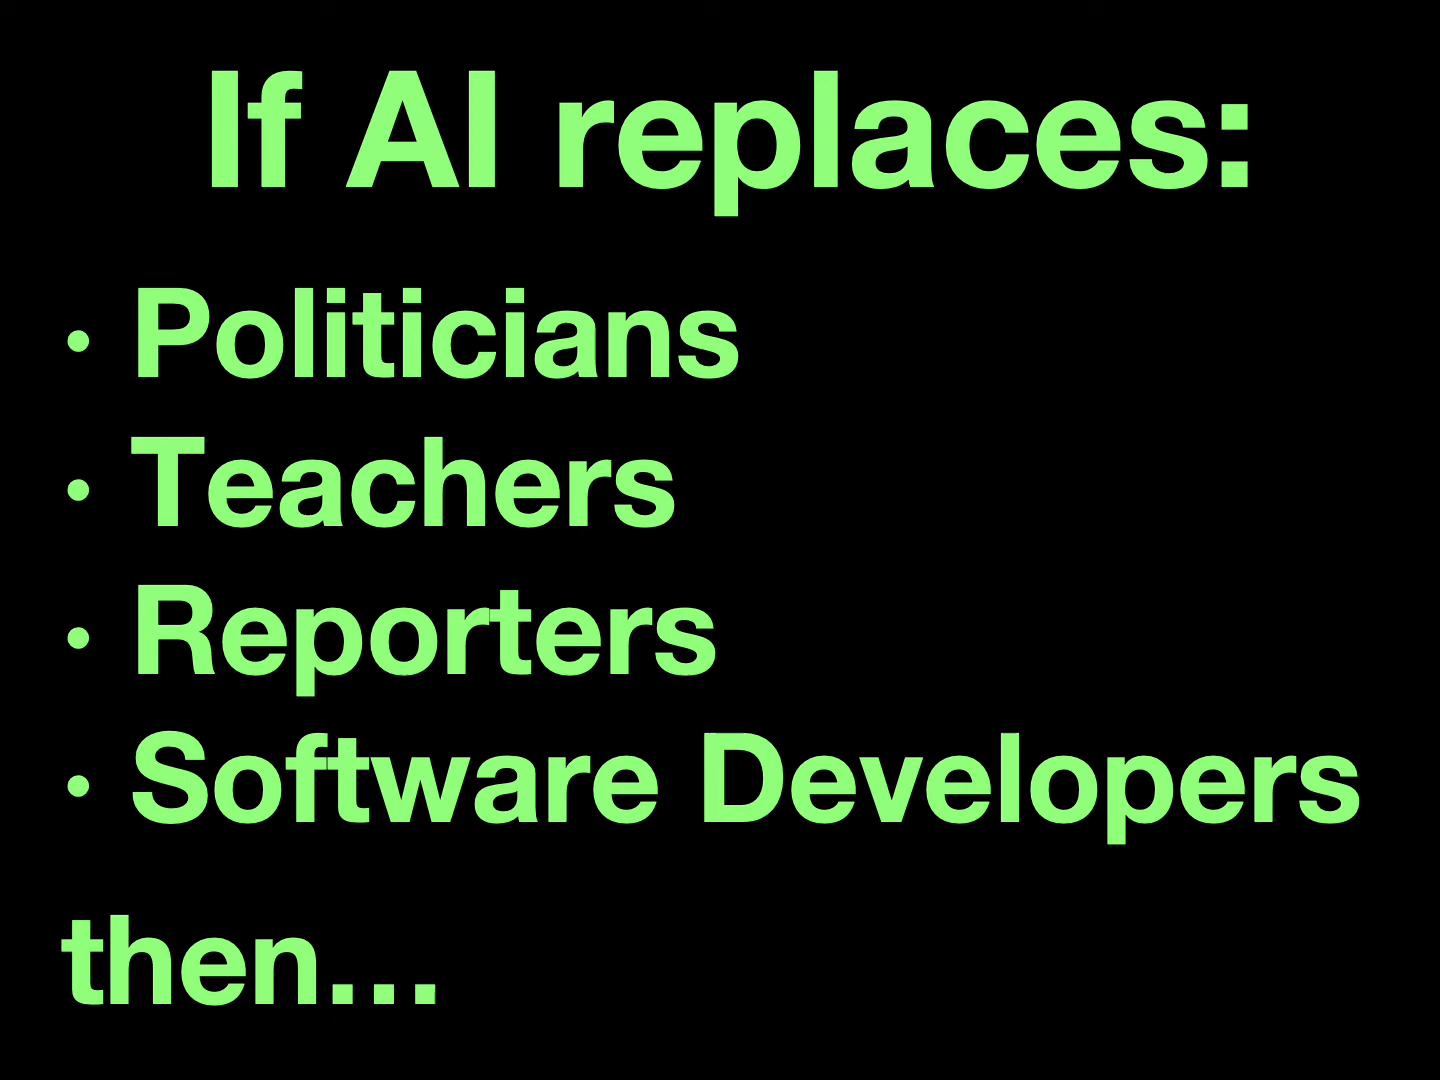 If AI replaces:
• Politicians
• Teachers
• Reporters
• Software Developers
then...